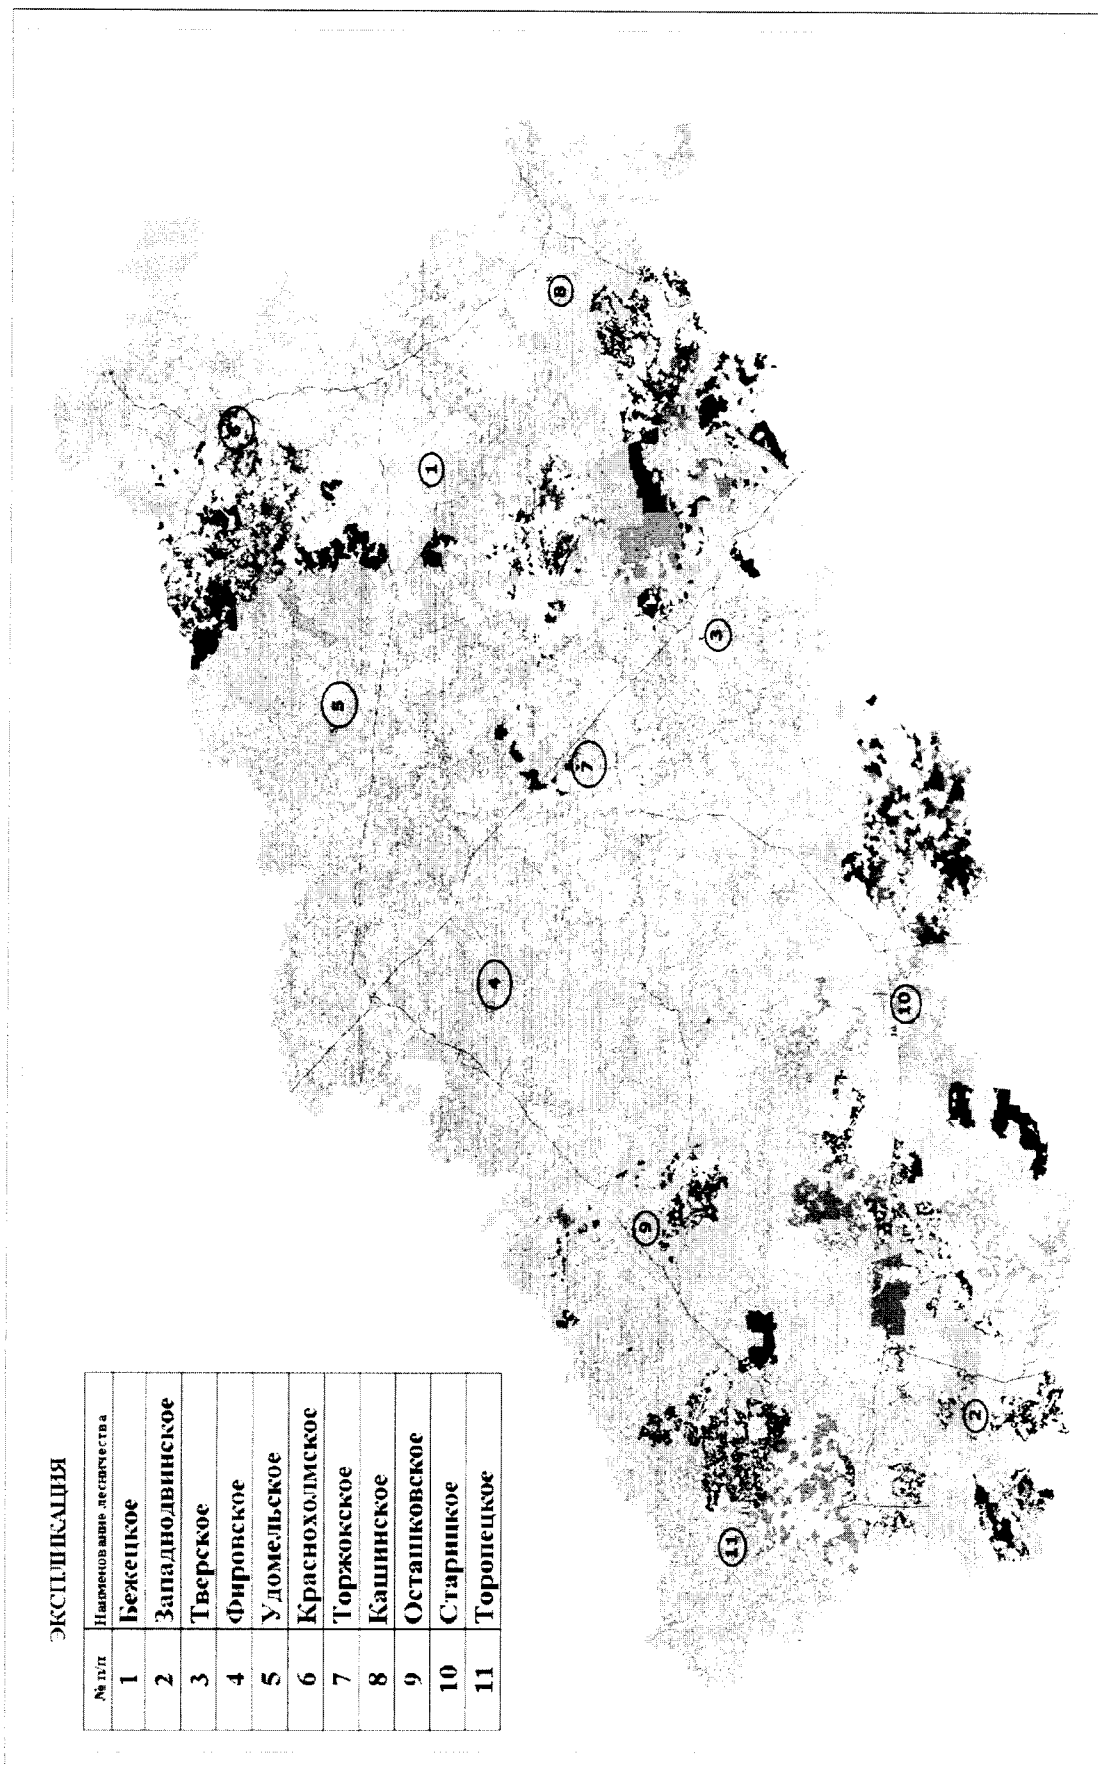 ЭКСПЛИКАЦИЯ
№ п/п Наименование лесничества
1 Бежецкое
2 Западнодвинское
3 Тверское
4 Фировское
5 Удомельское
6 Краснохолмское
7 Торжокское
8 Кашинское
9 Осташковское
10 Старицкое
11 Торопецкое
6
1
8
5
7
3
4
10
9
2
11